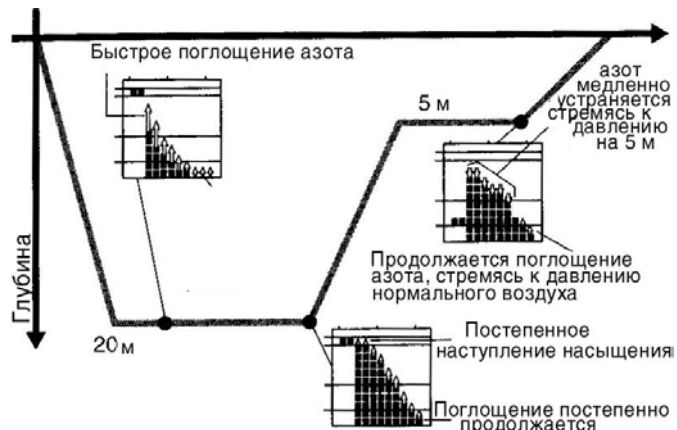 Быстрое поглощение азота
5 м
азот
медленно
устраняется
стремясь к
давлению
на 5 м
Продолжается поглощение
азота, стремясь к давлению
нормального воздуха
Глубина
20 м
Постепенное
наступление насыщения
Поглощение постепенно
продолжается